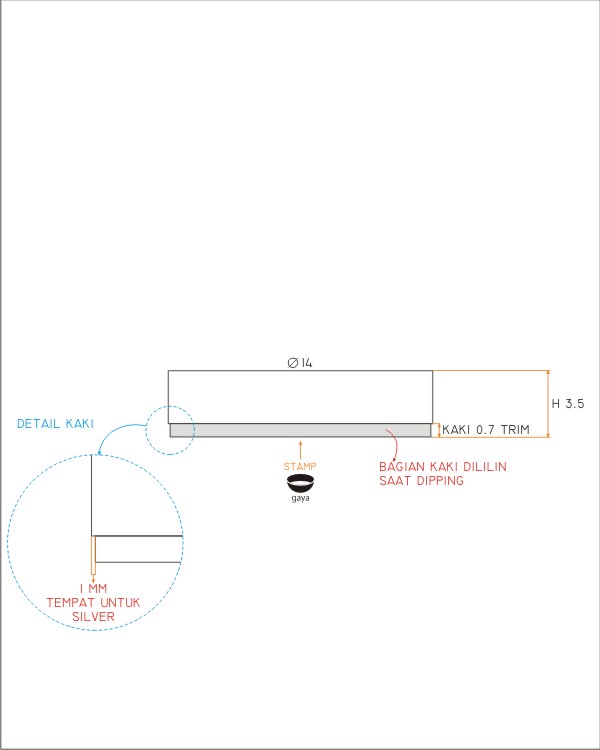 Ø 14
H 3.5
DETAIL KAKI
KAKI 0.7 TRIM
STAMP
gaya
BAGIAN KAKI DILILIN
SAAT DIPPING
1 MM
TEMPAT UNTUK
SILVER